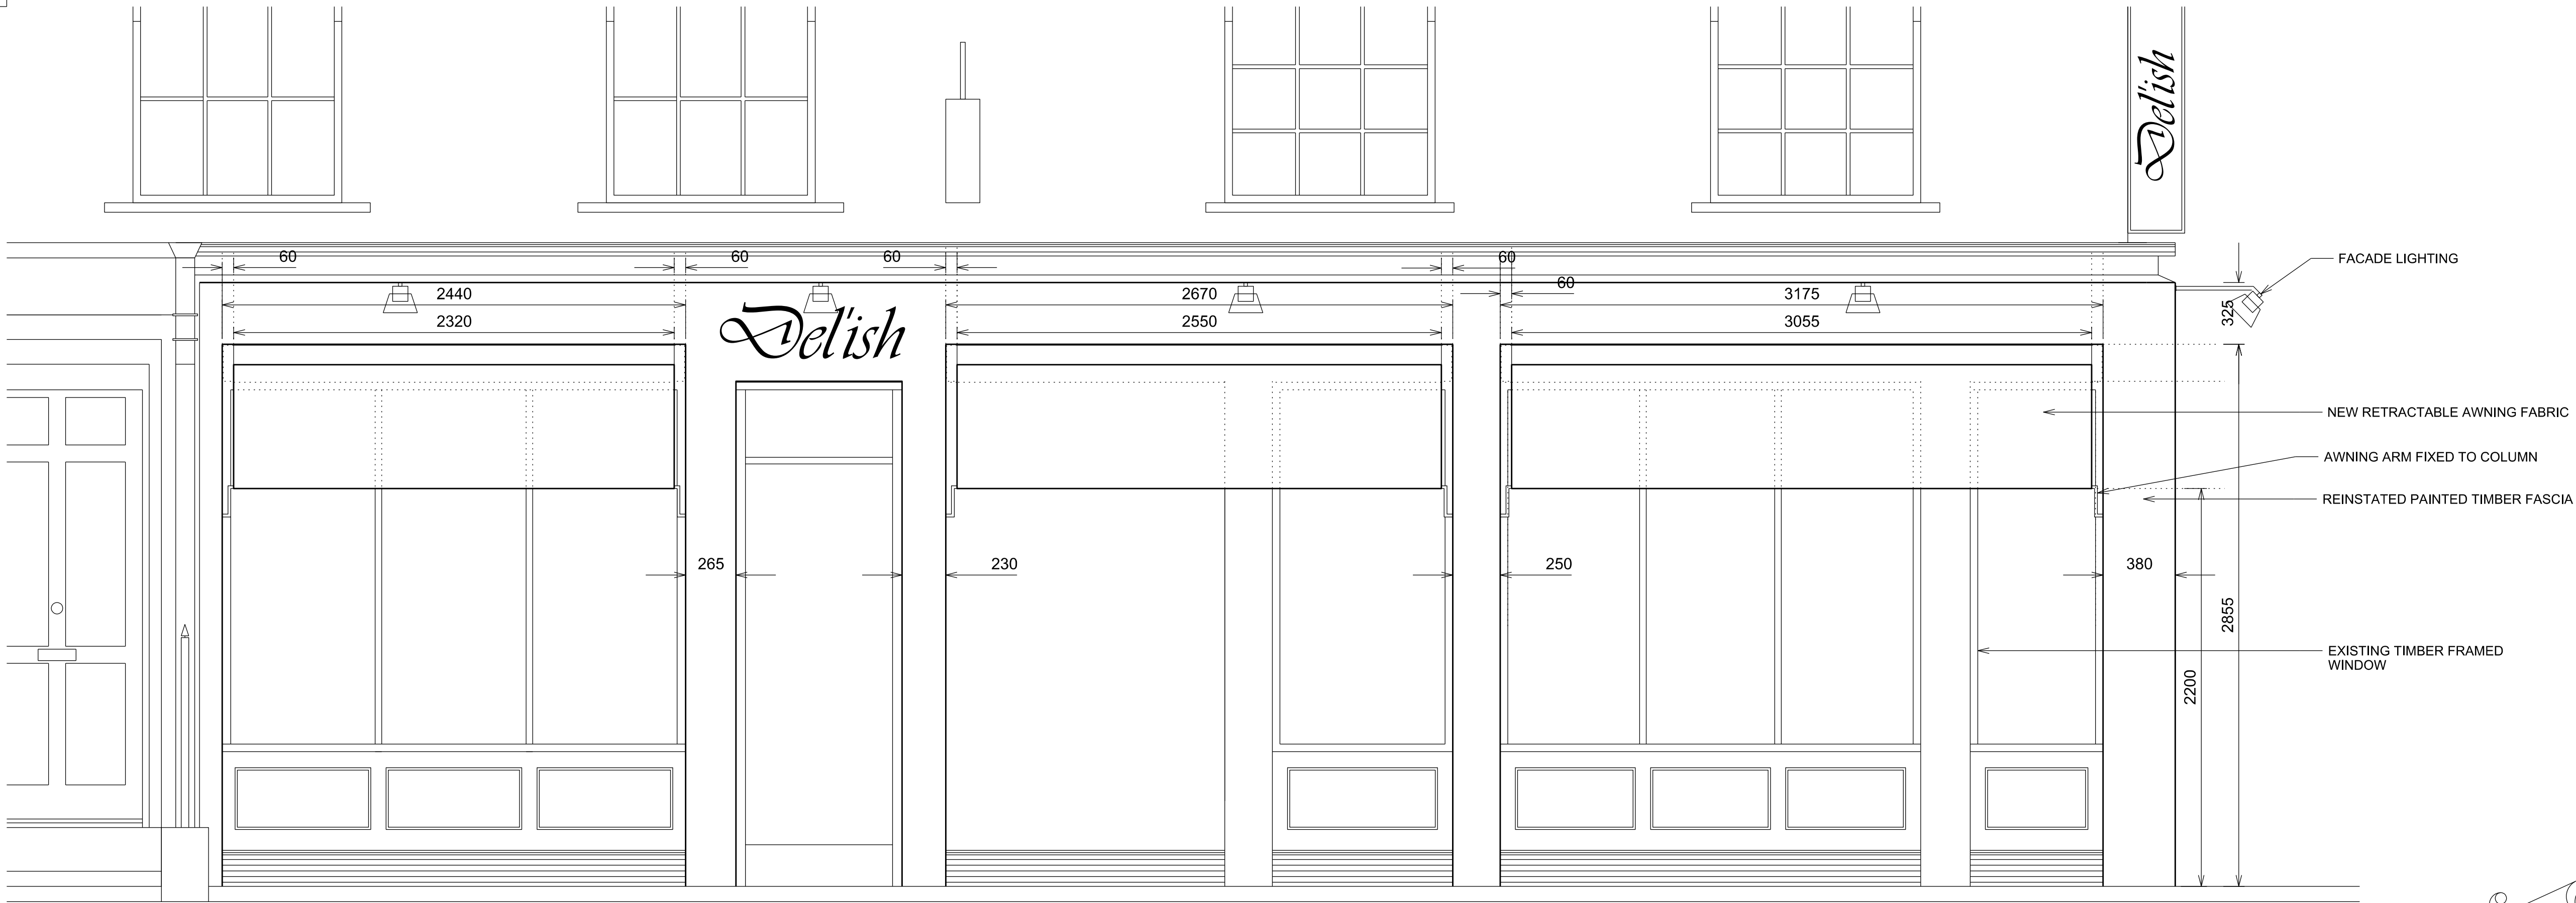 Del'ish
60
60
60
60
60
FACADE LIGHTING
2440
2670
3175
325
2320
2550
3055
Del'ish
NEW RETRACTABLE AWNING FABRIC
AWNING ARM FIXED TO COLUMN
REINSTATED PAINTED TIMBER FASCIA
265
230
250
380
2855
2200
EXISTING TIMBER FRAMED
WINDOW